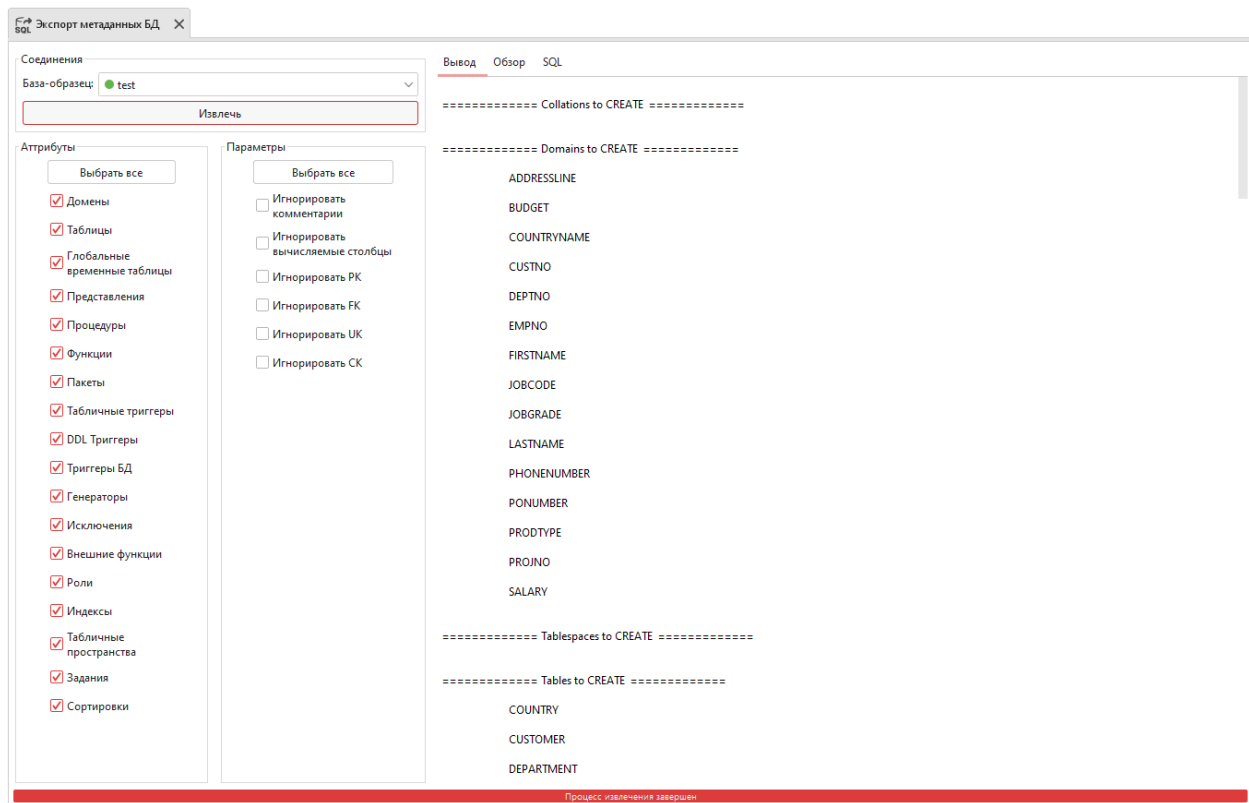 SQL Экспорт метаданных БД
Соединения
База-образец: test
Извлечь
Аттрибуты
Выбрать все
Домены
Таблицы
Глобальные
временные таблицы
Представления
Процедуры
Функции
Пакеты
Табличные триггеры
DDL Триггеры
Триггеры БД
Генераторы
Исключения
Внешние функции
Роли
Индексы
Табличные
пространства
Задания
Сортировки
Параметры
Выбрать все
Игнорировать
комментарии
Игнорировать
вычисляемые столбцы
Игнорировать PK
Игнорировать FK
Игнорировать UK
Игнорировать CK
Вывод Обзор SQL
============= Collations to CREATE =============
============= Domains to CREATE =============
ADDRESSLINE
BUDGET
COUNTRYNAME
CUSTNO
DEPTNO
EMPNO
FIRSTNAME
JOBCODE
JOBGRADE
LASTNAME
PHONENUMBER
PONUMBER
PRODTYPE
PROJNO
SALARY
============= Tablespaces to CREATE =============
============= Tables to CREATE =============
COUNTRY
CUSTOMER
DEPARTMENT
Процесс извлечения завершен